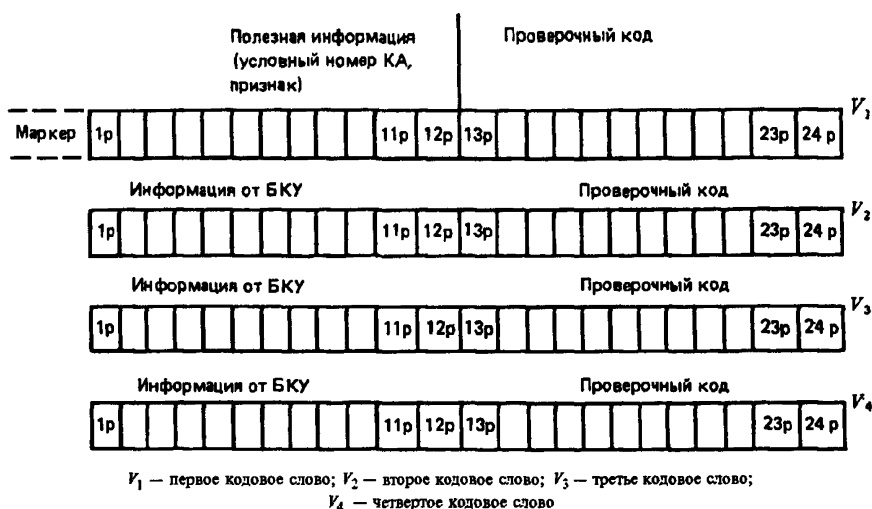 Полезная информация
(условный номер КА,
признак)
Проверочный код
Маркер 1р 11р 12р 13р 23р 24 р V₁
Информация от БКУ Проверочный код
1р 11р 12р 13р 23р 24 р V₂
Информация от БКУ Проверочный код
1р 11р 12р 13р 23р 24 р V₃
Информация от БКУ Проверочный код
1р 11р 12р 13р 23р 24 р V₄
V₁ — первое кодовое слово; V₂ — второе кодовое слово; V₃ — третье кодовое слово;
V₄ — четвертое кодовое слово